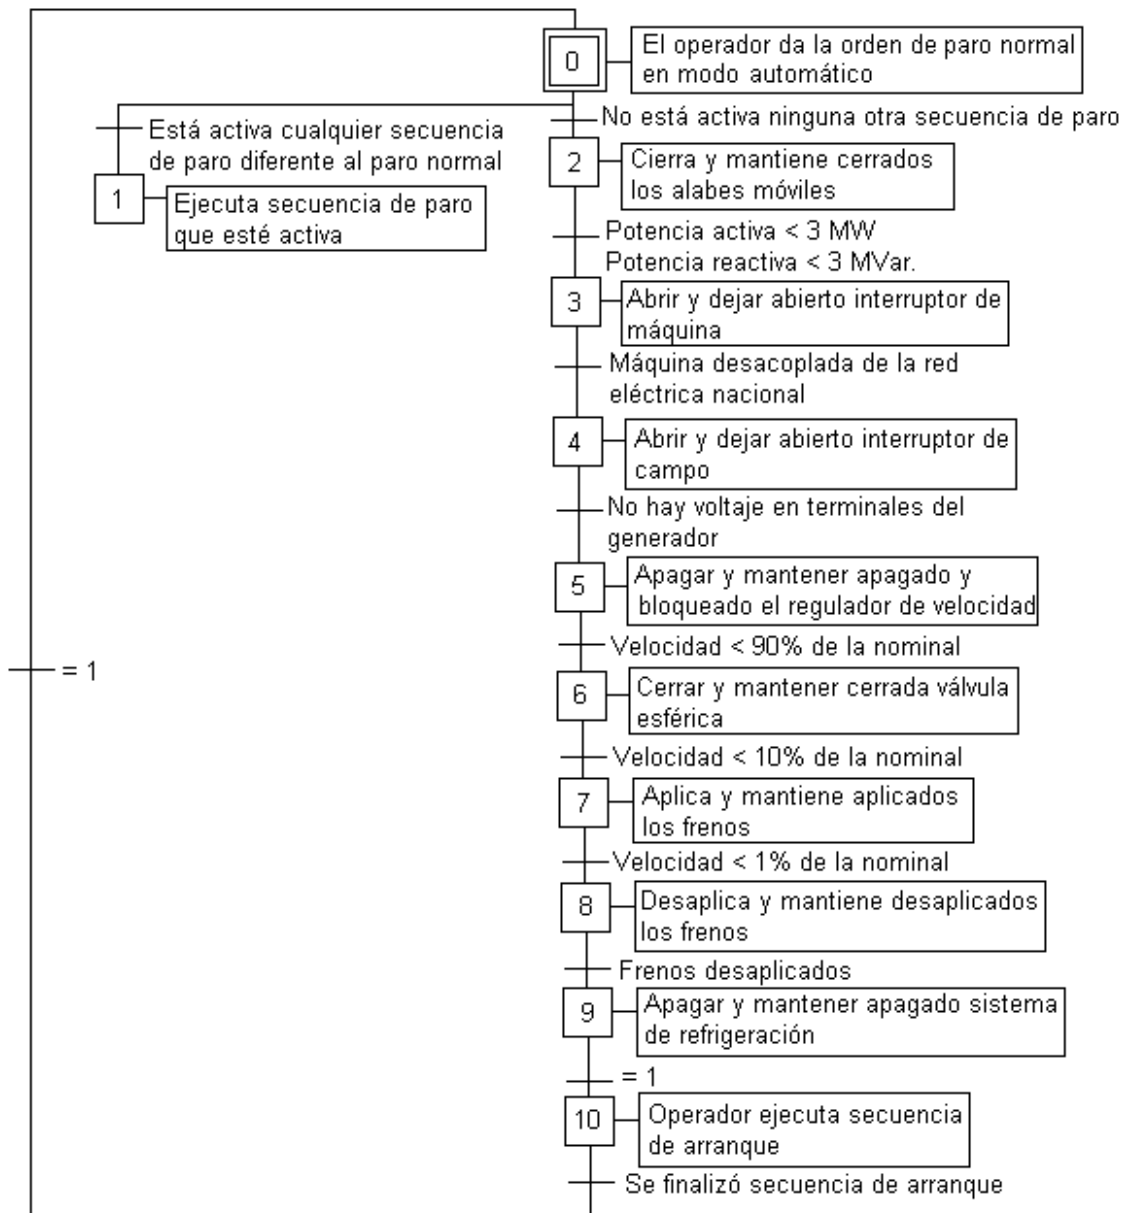 0
El operador da la orden de paro normal
en modo automático
Está activa cualquier secuencia
de paro diferente al paro normal
No está activa ninguna otra secuencia de paro
1
Ejecuta secuencia de paro
que esté activa
2
Cierra y mantiene cerrados
los alabes móviles
Potencia activa < 3 MW
Potencia reactiva < 3 MVar.
3
Abrir y dejar abierto interruptor de
máquina
Máquina desacoplada de la red
eléctrica nacional
4
Abrir y dejar abierto interruptor de
campo
No hay voltaje en terminales del
generador
5
Apagar y mantener apagado y
bloqueado el regulador de velocidad
Velocidad < 90% de la nominal
= 1
6
Cerrar y mantener cerrada válvula
esférica
Velocidad < 10% de la nominal
7
Aplica y mantiene aplicados
los frenos
Velocidad < 1% de la nominal
8
Desaplica y mantiene desaplicados
los frenos
Frenos desaplicados
9
Apagar y mantener apagado sistema
de refrigeración
= 1
10
Operador ejecuta secuencia
de arranque
Se finalizó secuencia de arranque